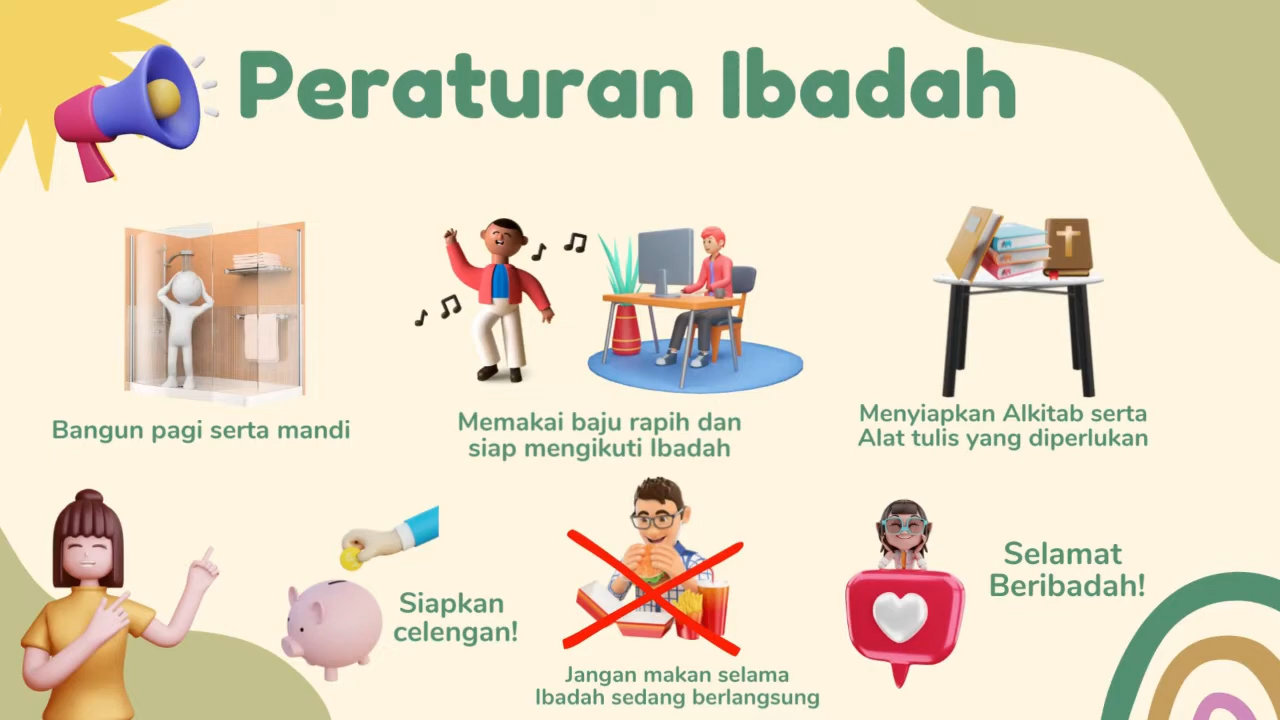 Peraturan Ibadah
Bangun pagi serta mandi
Memakai baju rapih dan
siap mengikuti Ibadah
Menyiapkan Alkitab serta
Alat tulis yang diperlukan
Siapkan
celengan!
Jangan makan selama
Ibadah sedang berlangsung
Selamat
Beribadah!